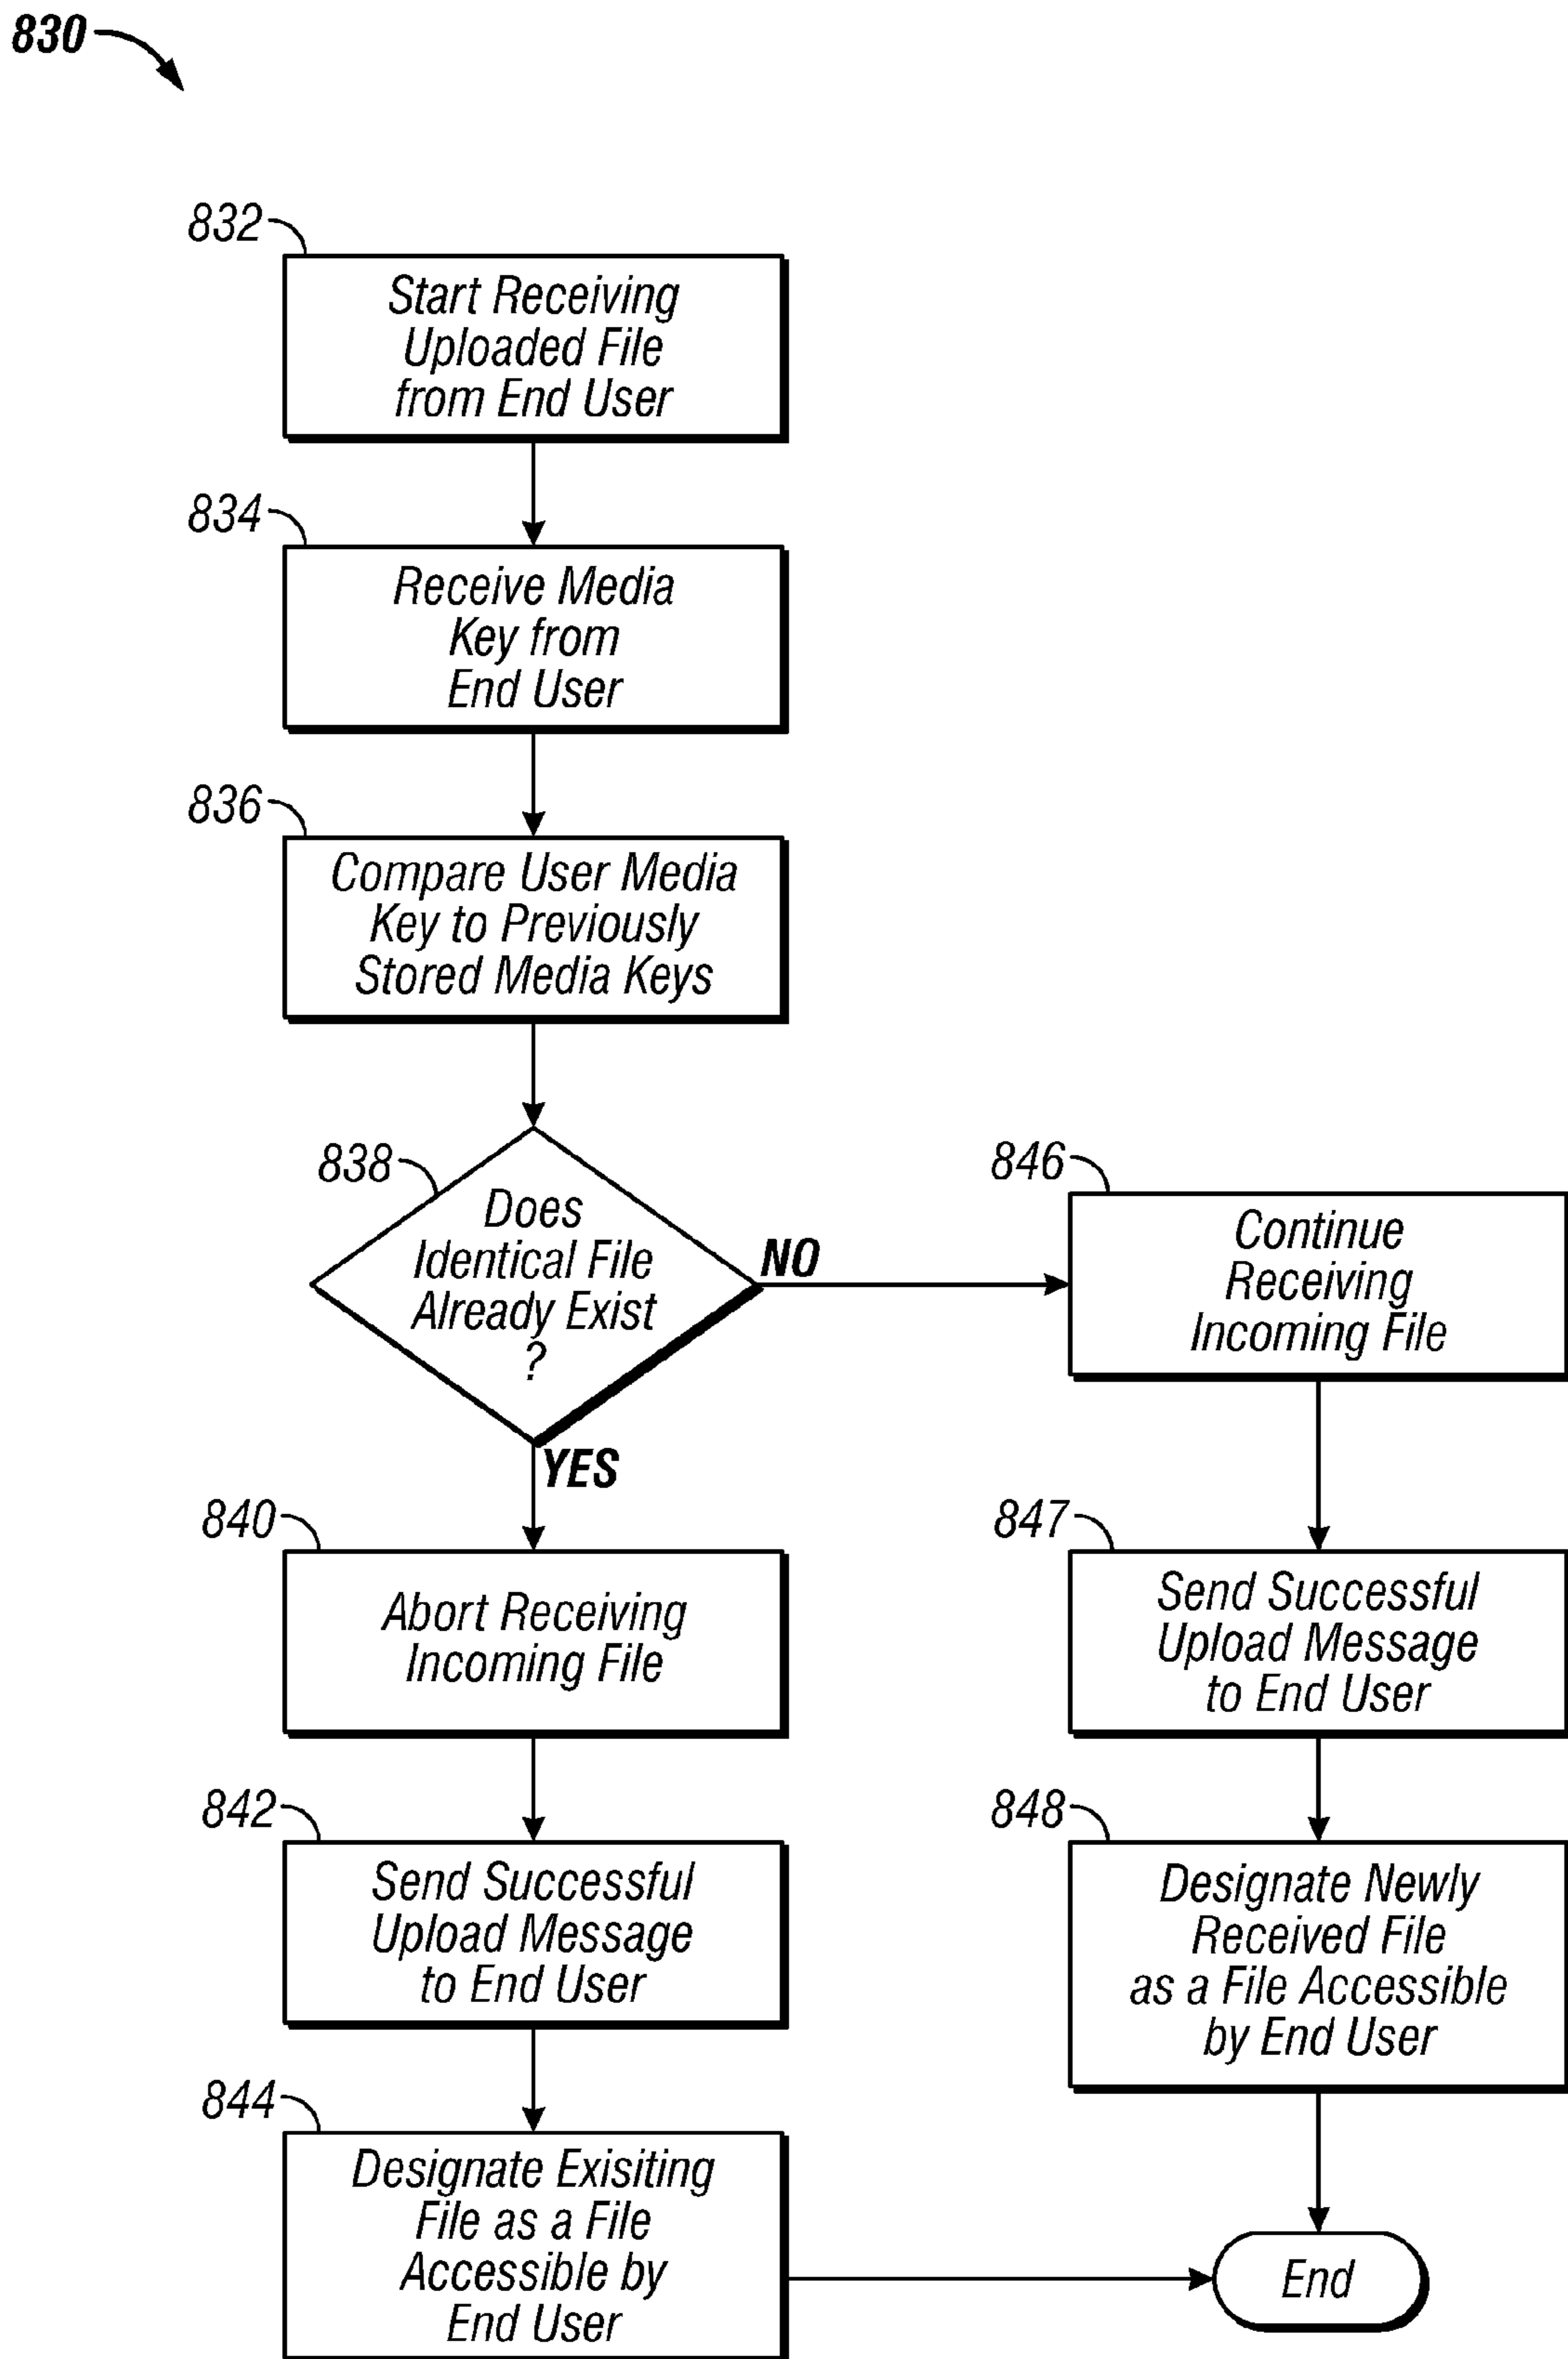 830
832
Start Receiving
Uploaded File
from End User
834
Receive Media
Key from
End User
836
Compare User Media
Key to Previously
Stored Media Keys
838
Does
Identical File
Already Exist
?
NO
YES
846
Continue
Receiving
Incoming File
840
Abort Receiving
Incoming File
847
Send Successful
Upload Message
to End User
842
Send Successful
Upload Message
to End User
848
Designate Newly
Received File
as a File Accessible
by End User
844
Designate Exisiting
File as a File
Accessible by
End User
End